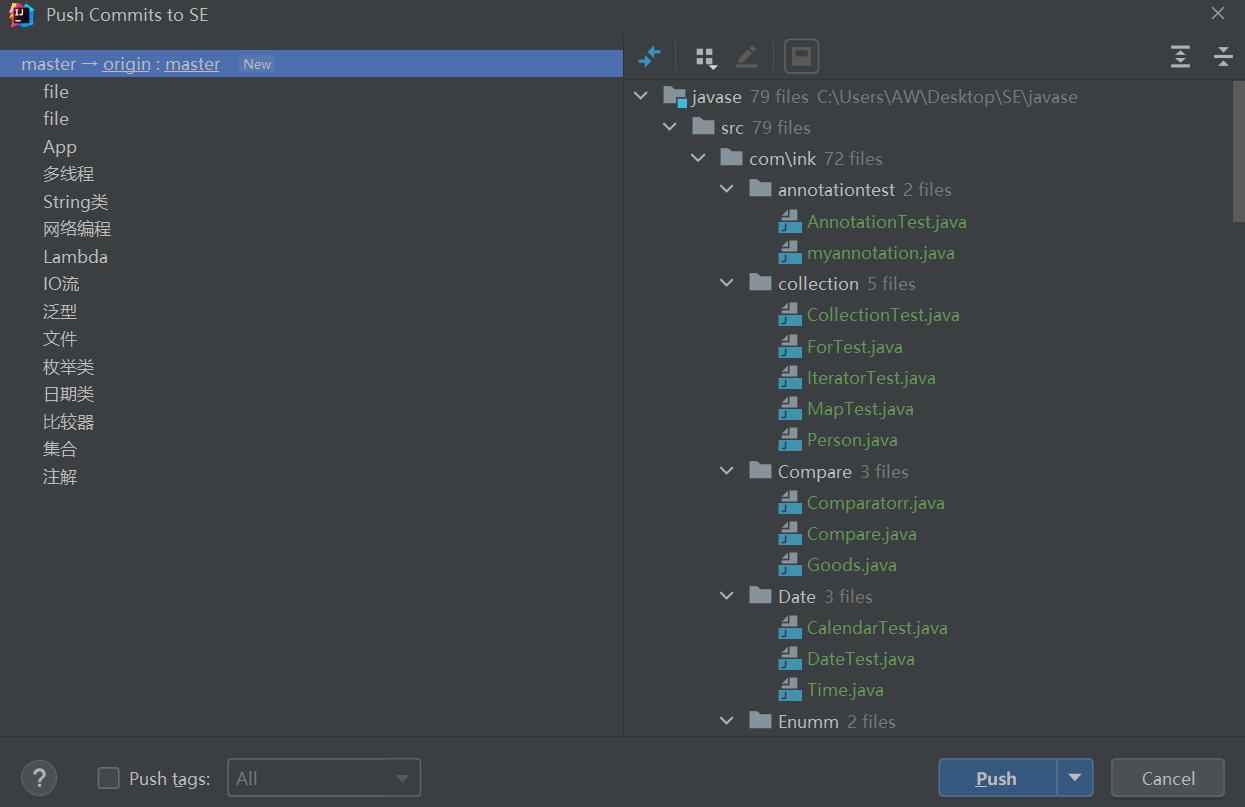 Push Commits to SE
master → origin : master New
file
file
App
多线程
String类
网络编程
Lambda
IO流
泛型
文件
枚举类
日期类
比较器
集合
注解
javase 79 files C:\Users\AW\Desktop\SE\javase
src 79 files
com\ink 72 files
annotationtest 2 files
AnnotationTest.java
myannotation.java
collection 5 files
CollectionTest.java
ForTest.java
IteratorTest.java
MapTest.java
Person.java
Compare 3 files
Comparatorr.java
Compare.java
Goods.java
Date 3 files
CalendarTest.java
DateTest.java
Time.java
Enumm 2 files
? Push tags: All Push Cancel